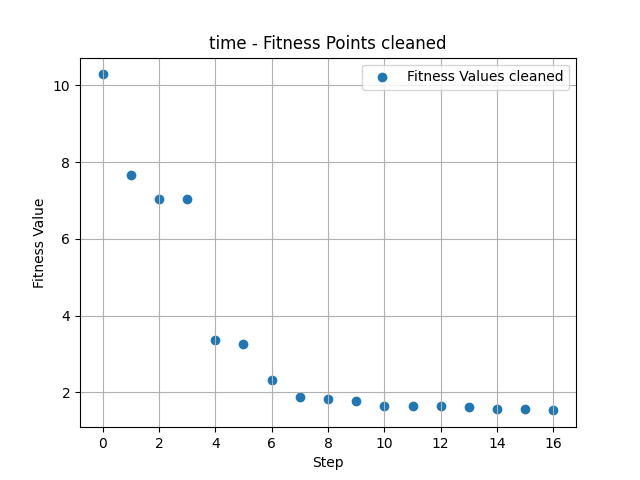 time - Fitness Points cleaned
Fitness Values cleaned
10
8
6
4
2
Fitness Value
0 2 4 6 8 10 12 14 16
Step